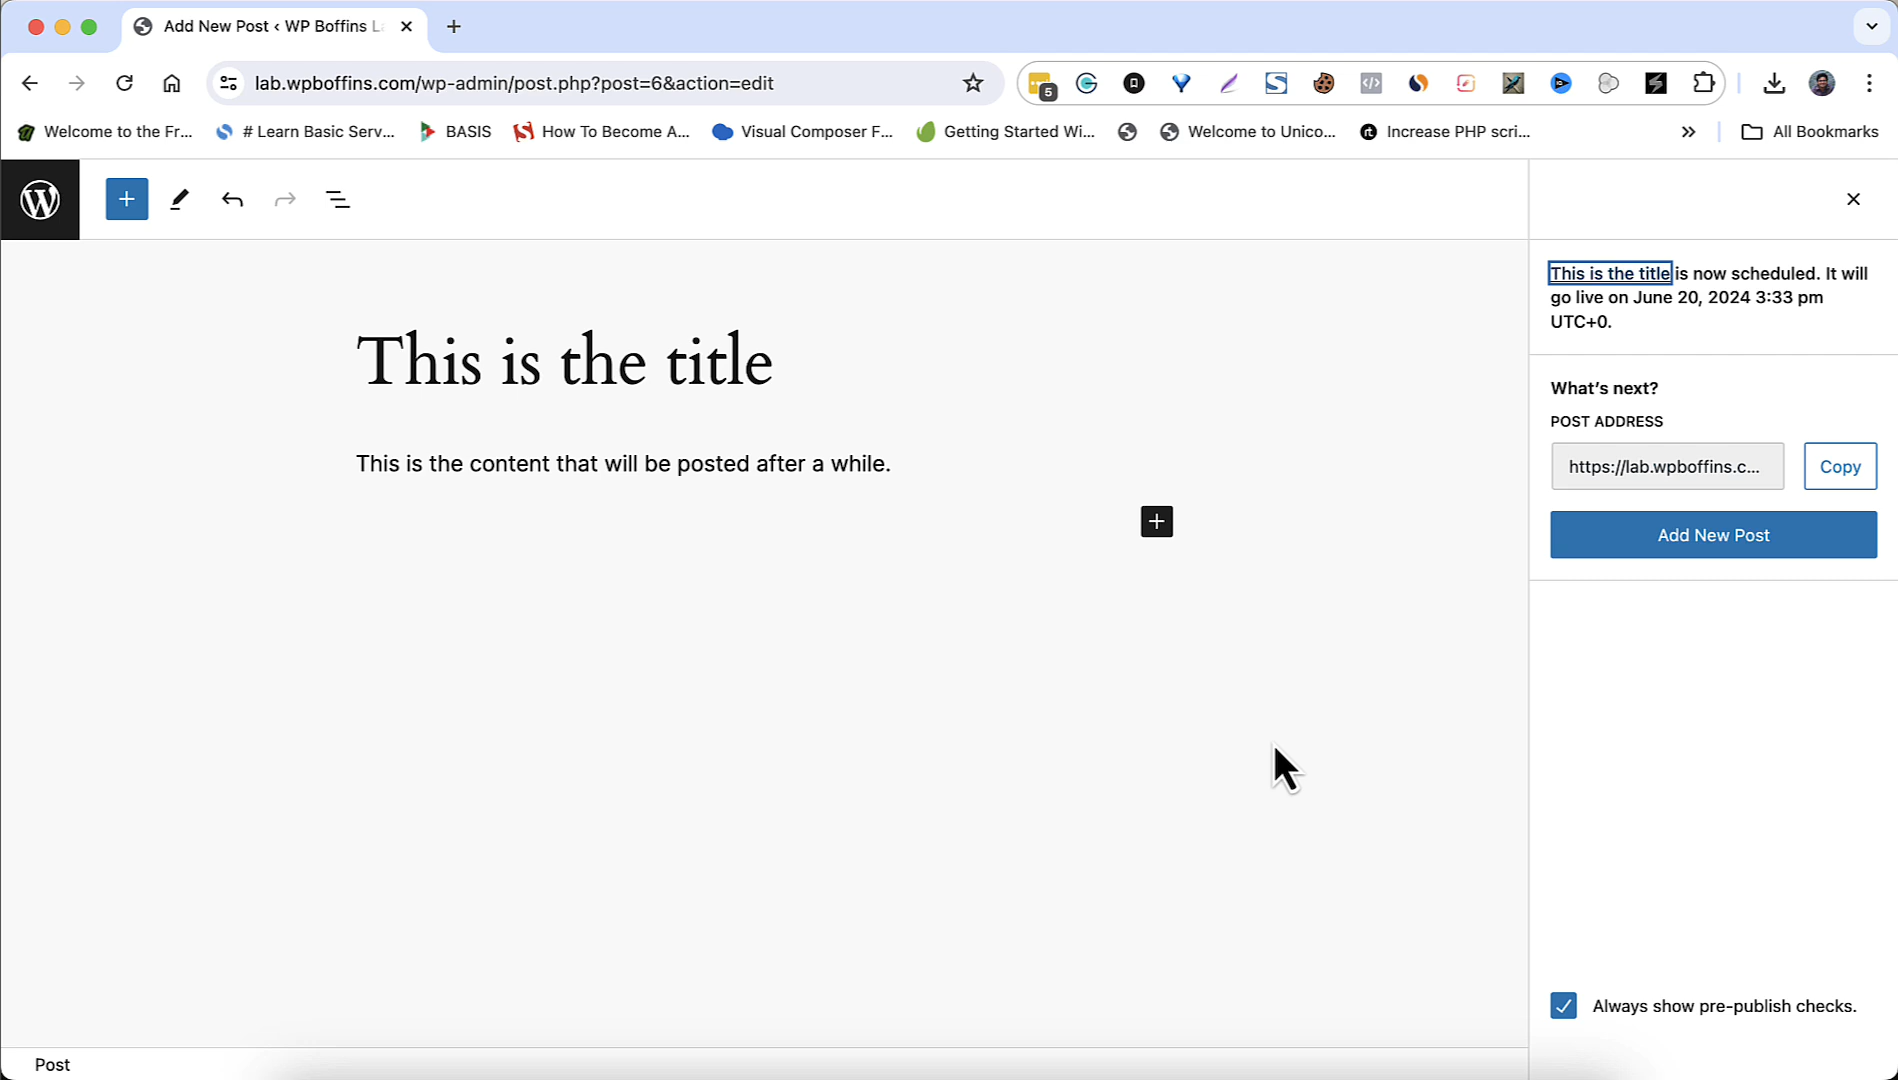 Add New Post ‹ WP Boffins L
lab.wpboffins.com/wp-admin/post.php?post=6&action=edit
5
Welcome to the Fr...
# Learn Basic Serv...
BASIS
How To Become A...
Visual Composer F...
Getting Started Wi...
Welcome to Unico...
rt
Increase PHP scri...
All Bookmarks
This is the title is now scheduled. It will
go live on June 20, 2024 3:33 pm
UTC+0.
This is the title
This is the content that will be posted after a while.
What's next?
POST ADDRESS
https://lab.wpboffins.c...
Copy
Add New Post
Always show pre-publish checks.
Post